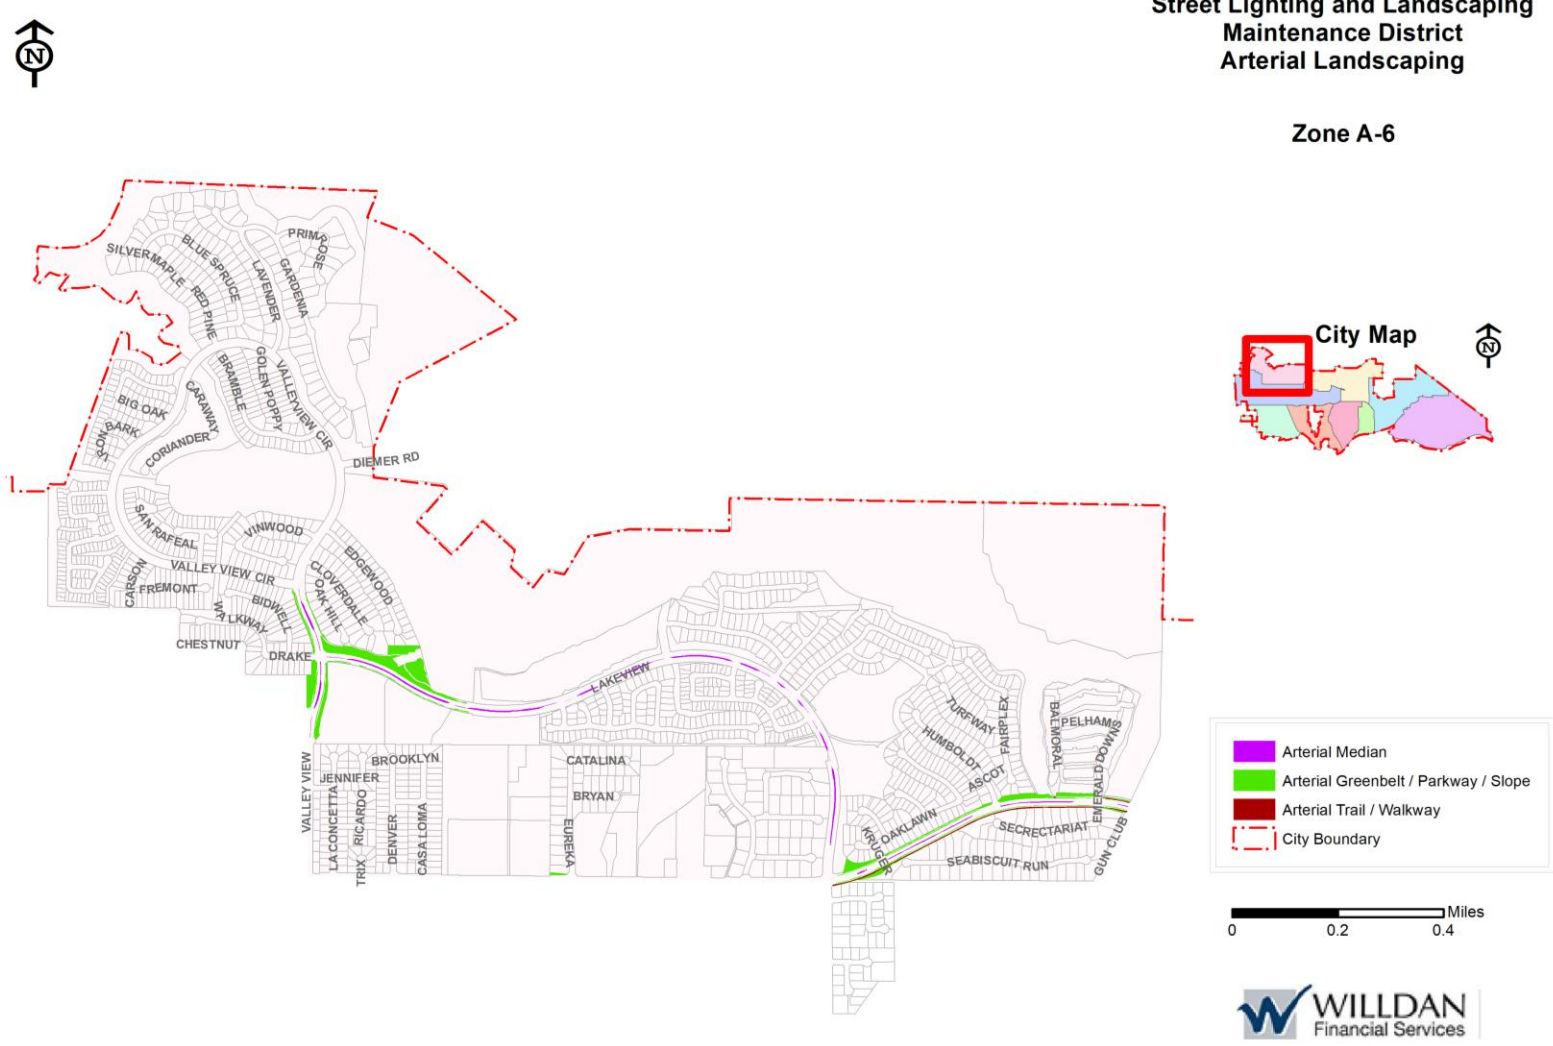 Street Lighting and Landscaping
Maintenance District
Arterial Landscaping
Zone A-6
N
PRIMROSE
SILVERMAPLE
BLUE SPRUCE
LAVENDER
GARDENIA
RED PINE
BRAMBLE
GOLEN POPPY
VALLEYVIEW CIR
CARAWAY
BIG OAK
BARK
IRON
CORIANDER
DIEMER RD
SAN RAFEAL
VINWOOD
EDGEWOOD
CLOVERDALE
OAK HILL
VALLEY VIEW CIR
CARSON
FREMONT
BIDWELL
WALKWAY
CHESTNUT
DRAKE
LAKEVIEW
TURFWAY
FAIRPLEX
BALMORAL
PELHAMS
HUMBOLDT
EMERALD DOWNS
ASCOT
VALLEY VIEW
BROOKLYN
JENNIFER
LA CONCETTA
RICARDO
TRIX
DENVER
CASA LOMA
CATALINA
BRYAN
EUREKA
KRUGER
OAKLAWN
SECRECTARIAT
SEABISCUIT RUN
GUN CLUB
City Map
N
Arterial Median
Arterial Greenbelt / Parkway / Slope
Arterial Trail / Walkway
City Boundary
Miles
0 0.2 0.4
W WILLDAN
Financial Services